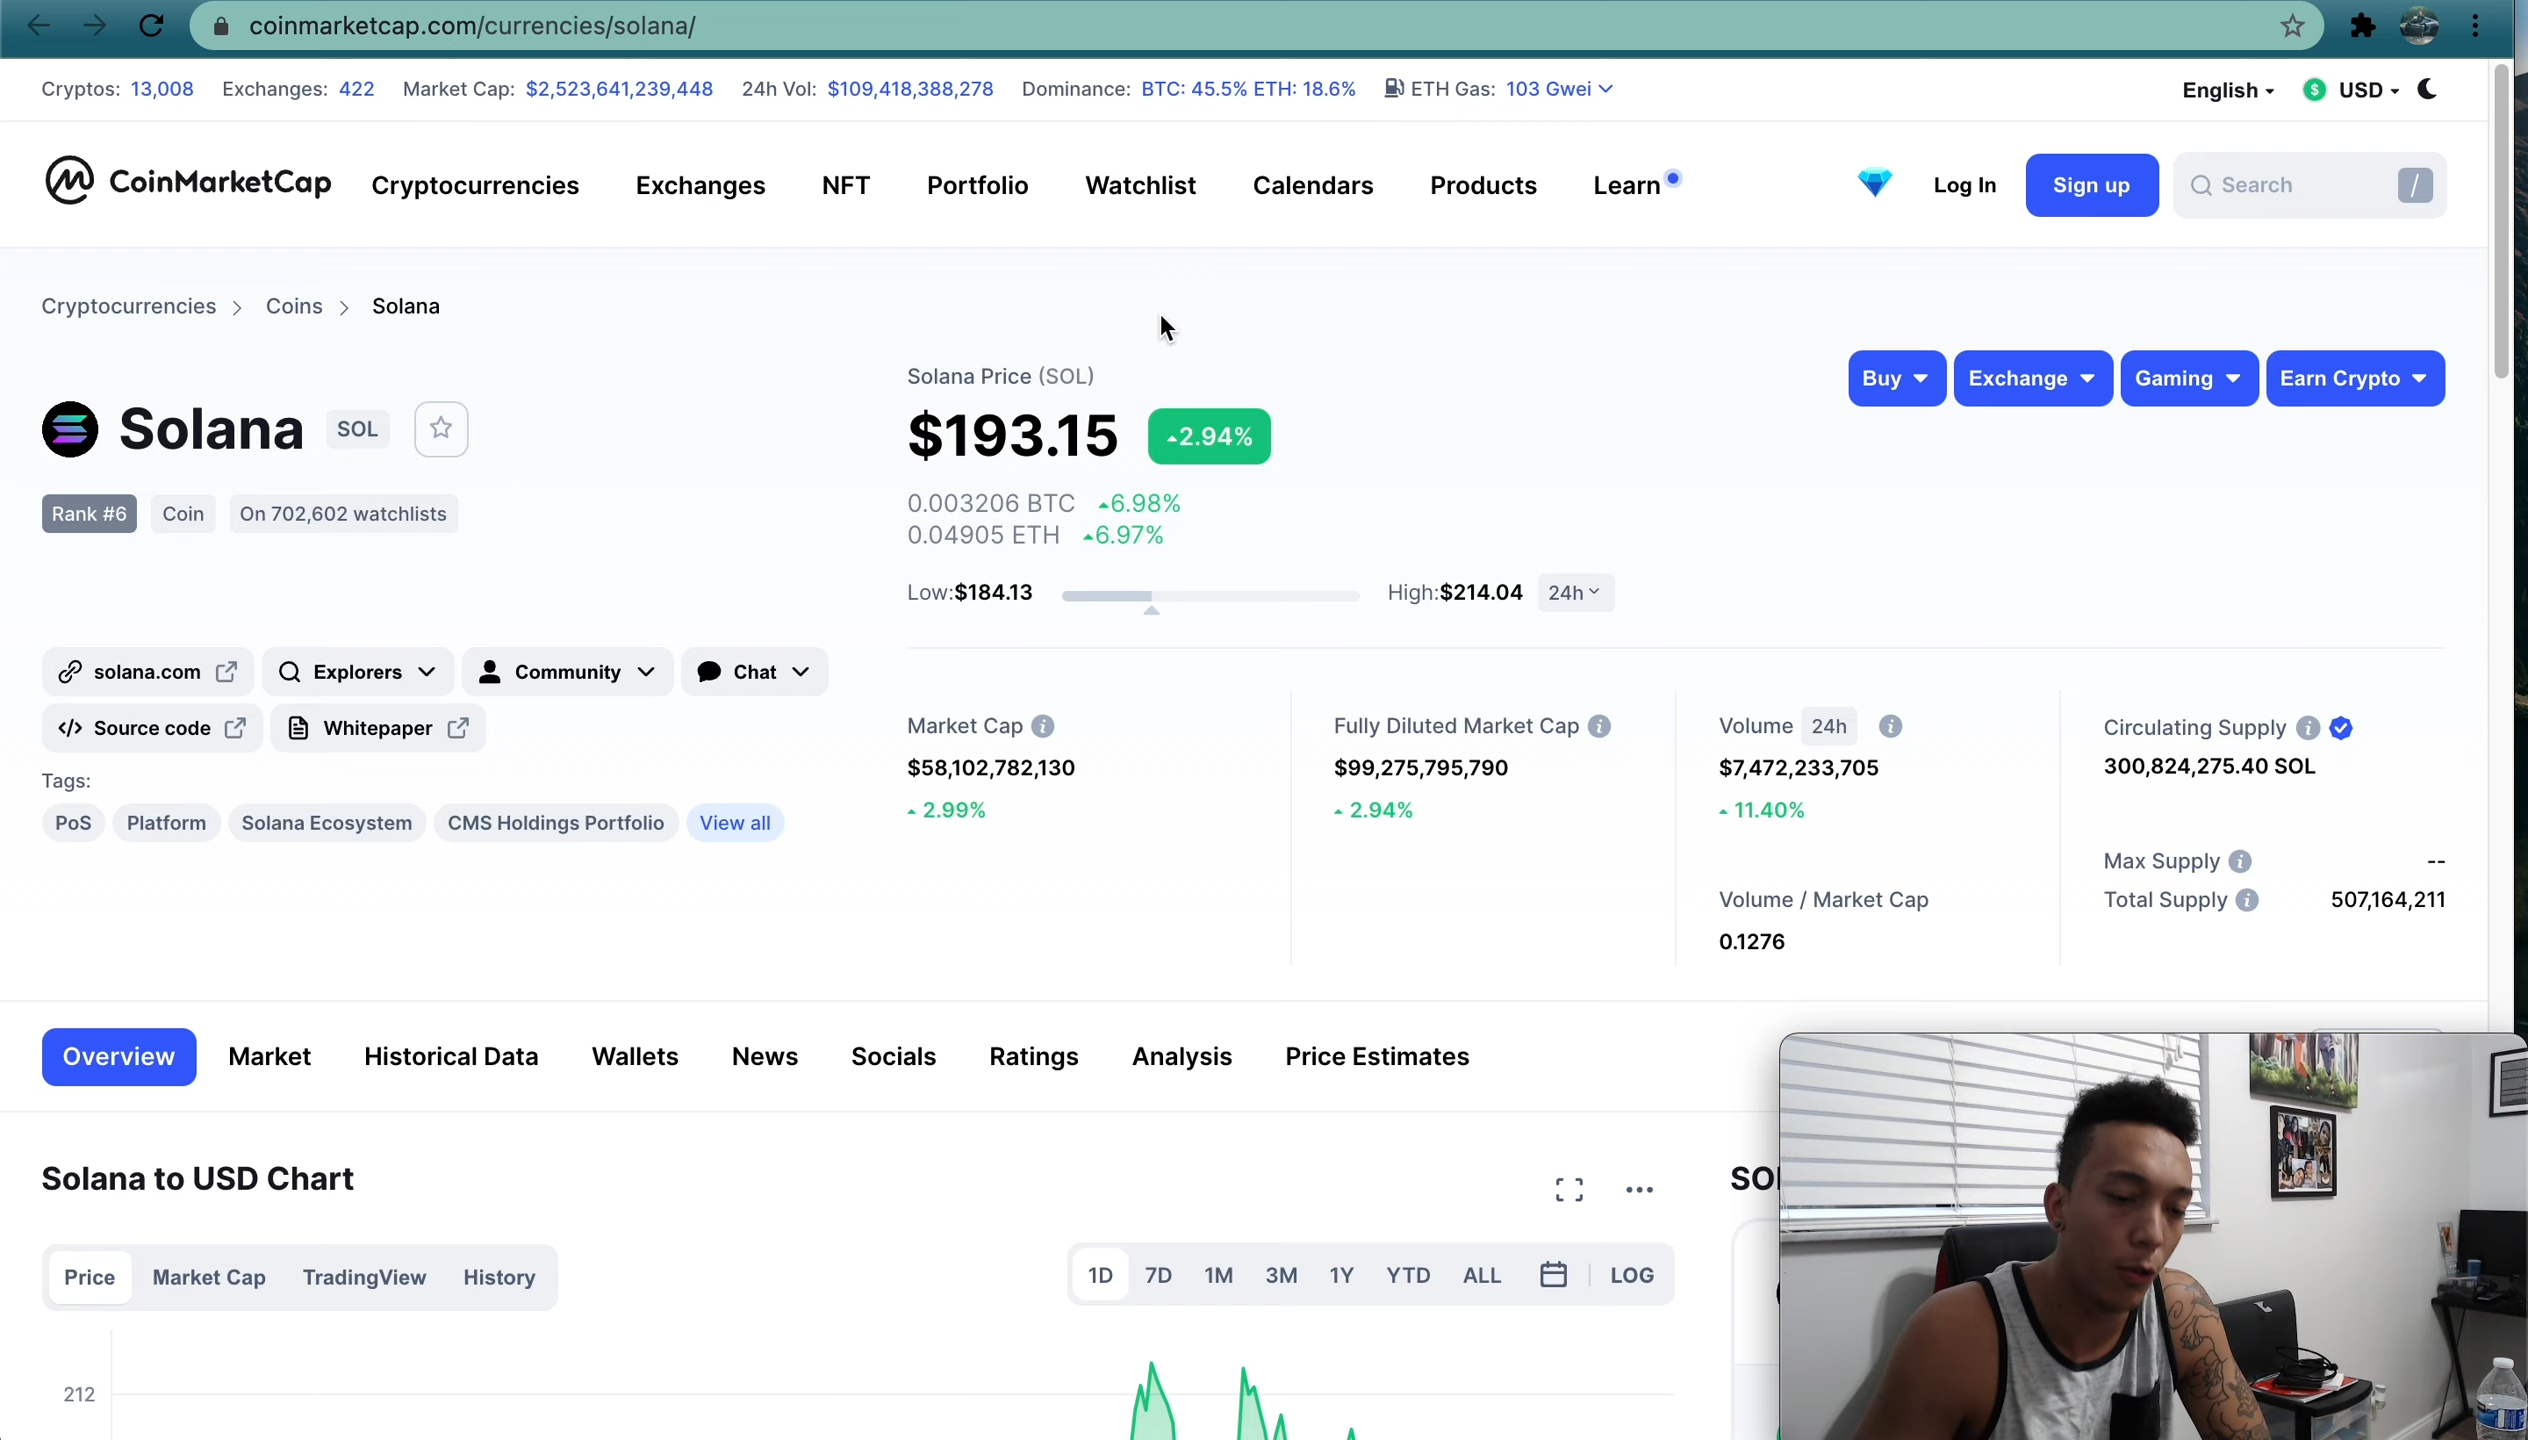 coinmarketcap.com/currencies/solana/
Cryptos: 13,008 Exchanges: 422 Market Cap: $2,523,641,239,448 24h Vol: $109,418,388,278 Dominance: BTC: 45.5% ETH: 18.6% ETH Gas: 103 Gwei English USD
CoinMarketCap Cryptocurrencies Exchanges NFT Portfolio Watchlist Calendars Products Learn Log In Sign up Search /
Cryptocurrencies > Coins > Solana
Solana SOL
Rank #6 Coin On 702,602 watchlists
solana.com Explorers Community Chat
Source code Whitepaper
Tags:
PoS Platform Solana Ecosystem CMS Holdings Portfolio View all
Solana Price (SOL)
$193.15 2.94%
0.003206 BTC 6.98%
0.04905 ETH 6.97%
Low:$184.13 High:$214.04 24h
Buy Exchange Gaming Earn Crypto
Market Cap
$58,102,782,130
2.99%
Fully Diluted Market Cap
$99,275,795,790
2.94%
Volume 24h
$7,472,233,705
11.40%
Volume / Market Cap
0.1276
Circulating Supply
300,824,275.40 SOL
Max Supply --
Total Supply 507,164,211
Overview Market Historical Data Wallets News Socials Ratings Analysis Price Estimates
Solana to USD Chart
Price Market Cap TradingView History
1D 7D 1M 3M 1Y YTD ALL LOG
212